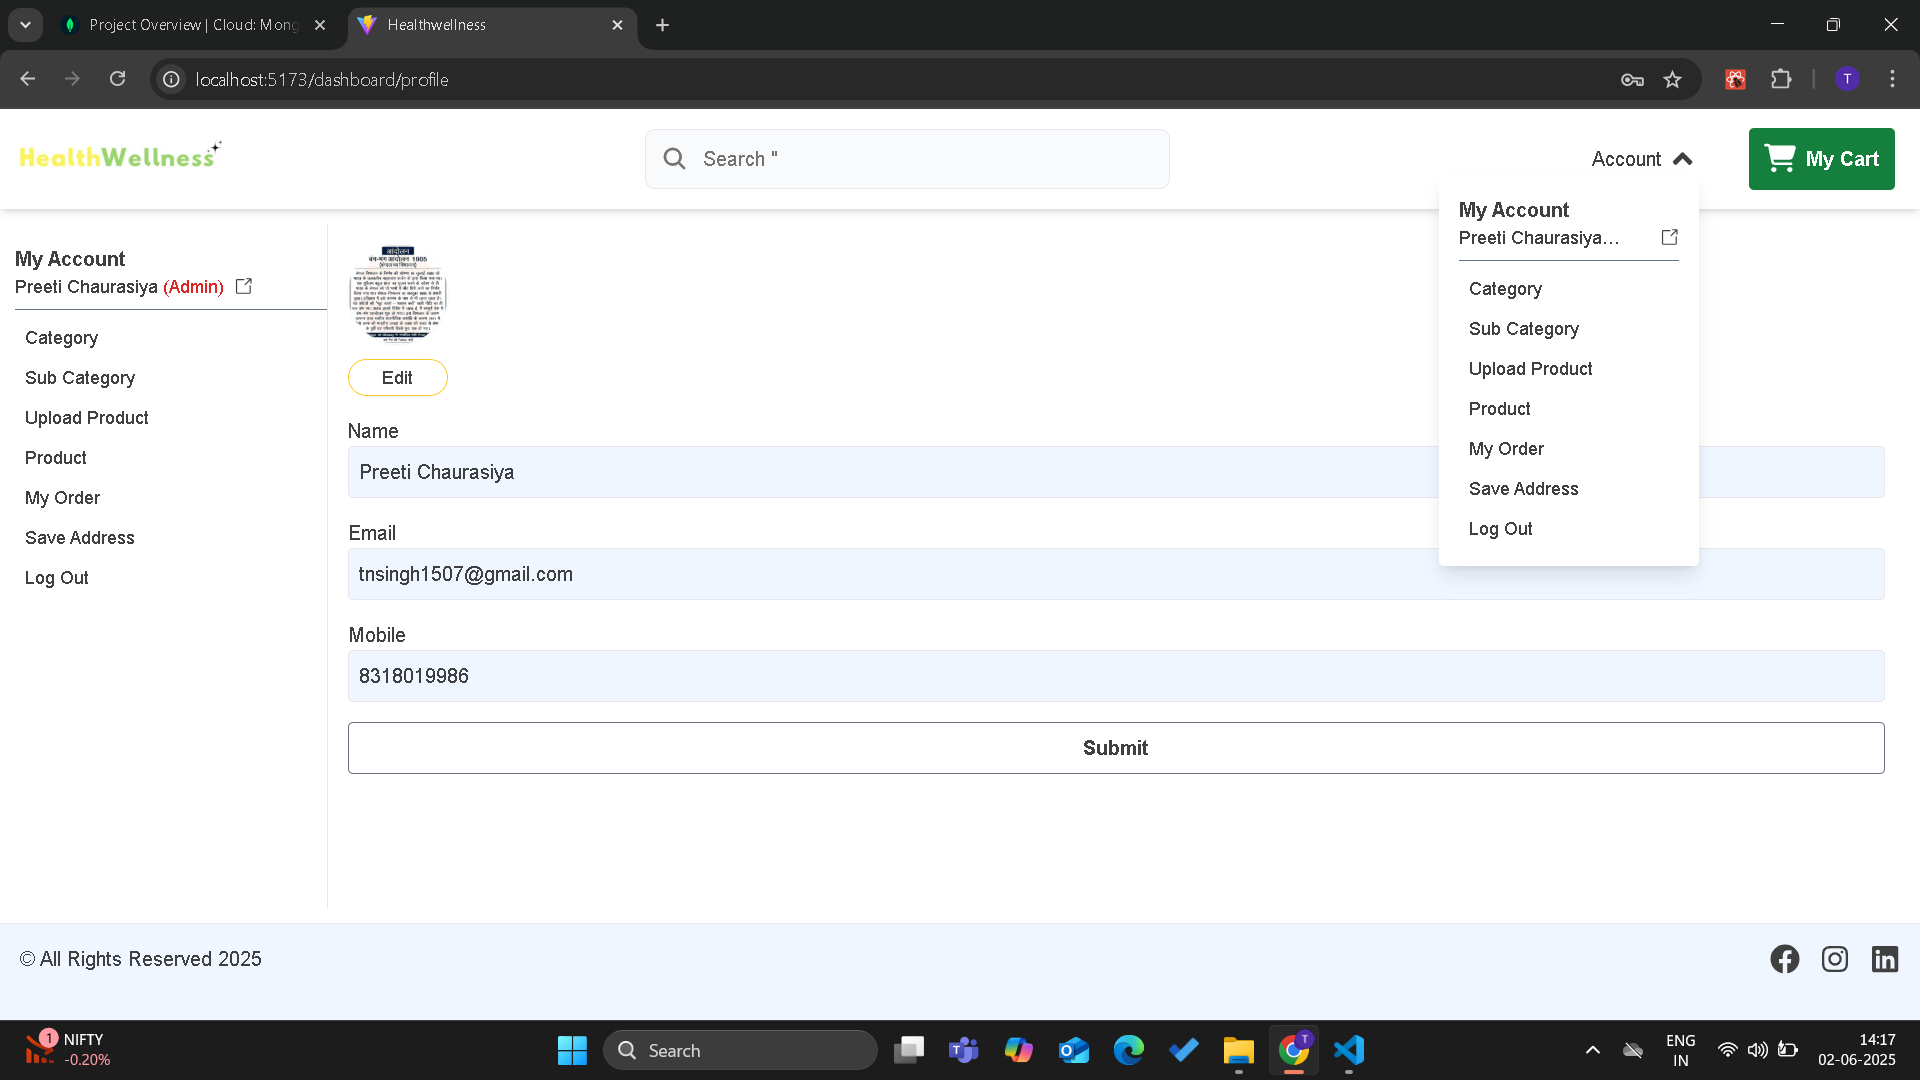 Project Overview | Cloud: Mong
Healthwellness
localhost:5173/dashboard/profile
T
HealthWellness
Search "
Account
My Cart
My Account
Preeti Chaurasiya...
Category
Sub Category
Upload Product
Product
My Order
Save Address
Log Out
My Account
Preeti Chaurasiya (Admin)
Category
Sub Category
Upload Product
Product
My Order
Save Address
Log Out
आंदोलन
बंग-भंग आंदोलन 1905
Edit
Name
Preeti Chaurasiya
Email
tnsingh1507@gmail.com
Mobile
8318019986
Submit
© All Rights Reserved 2025
1
NIFTY
-0.20%
Search
T
ENG
IN
14:17
02-06-2025